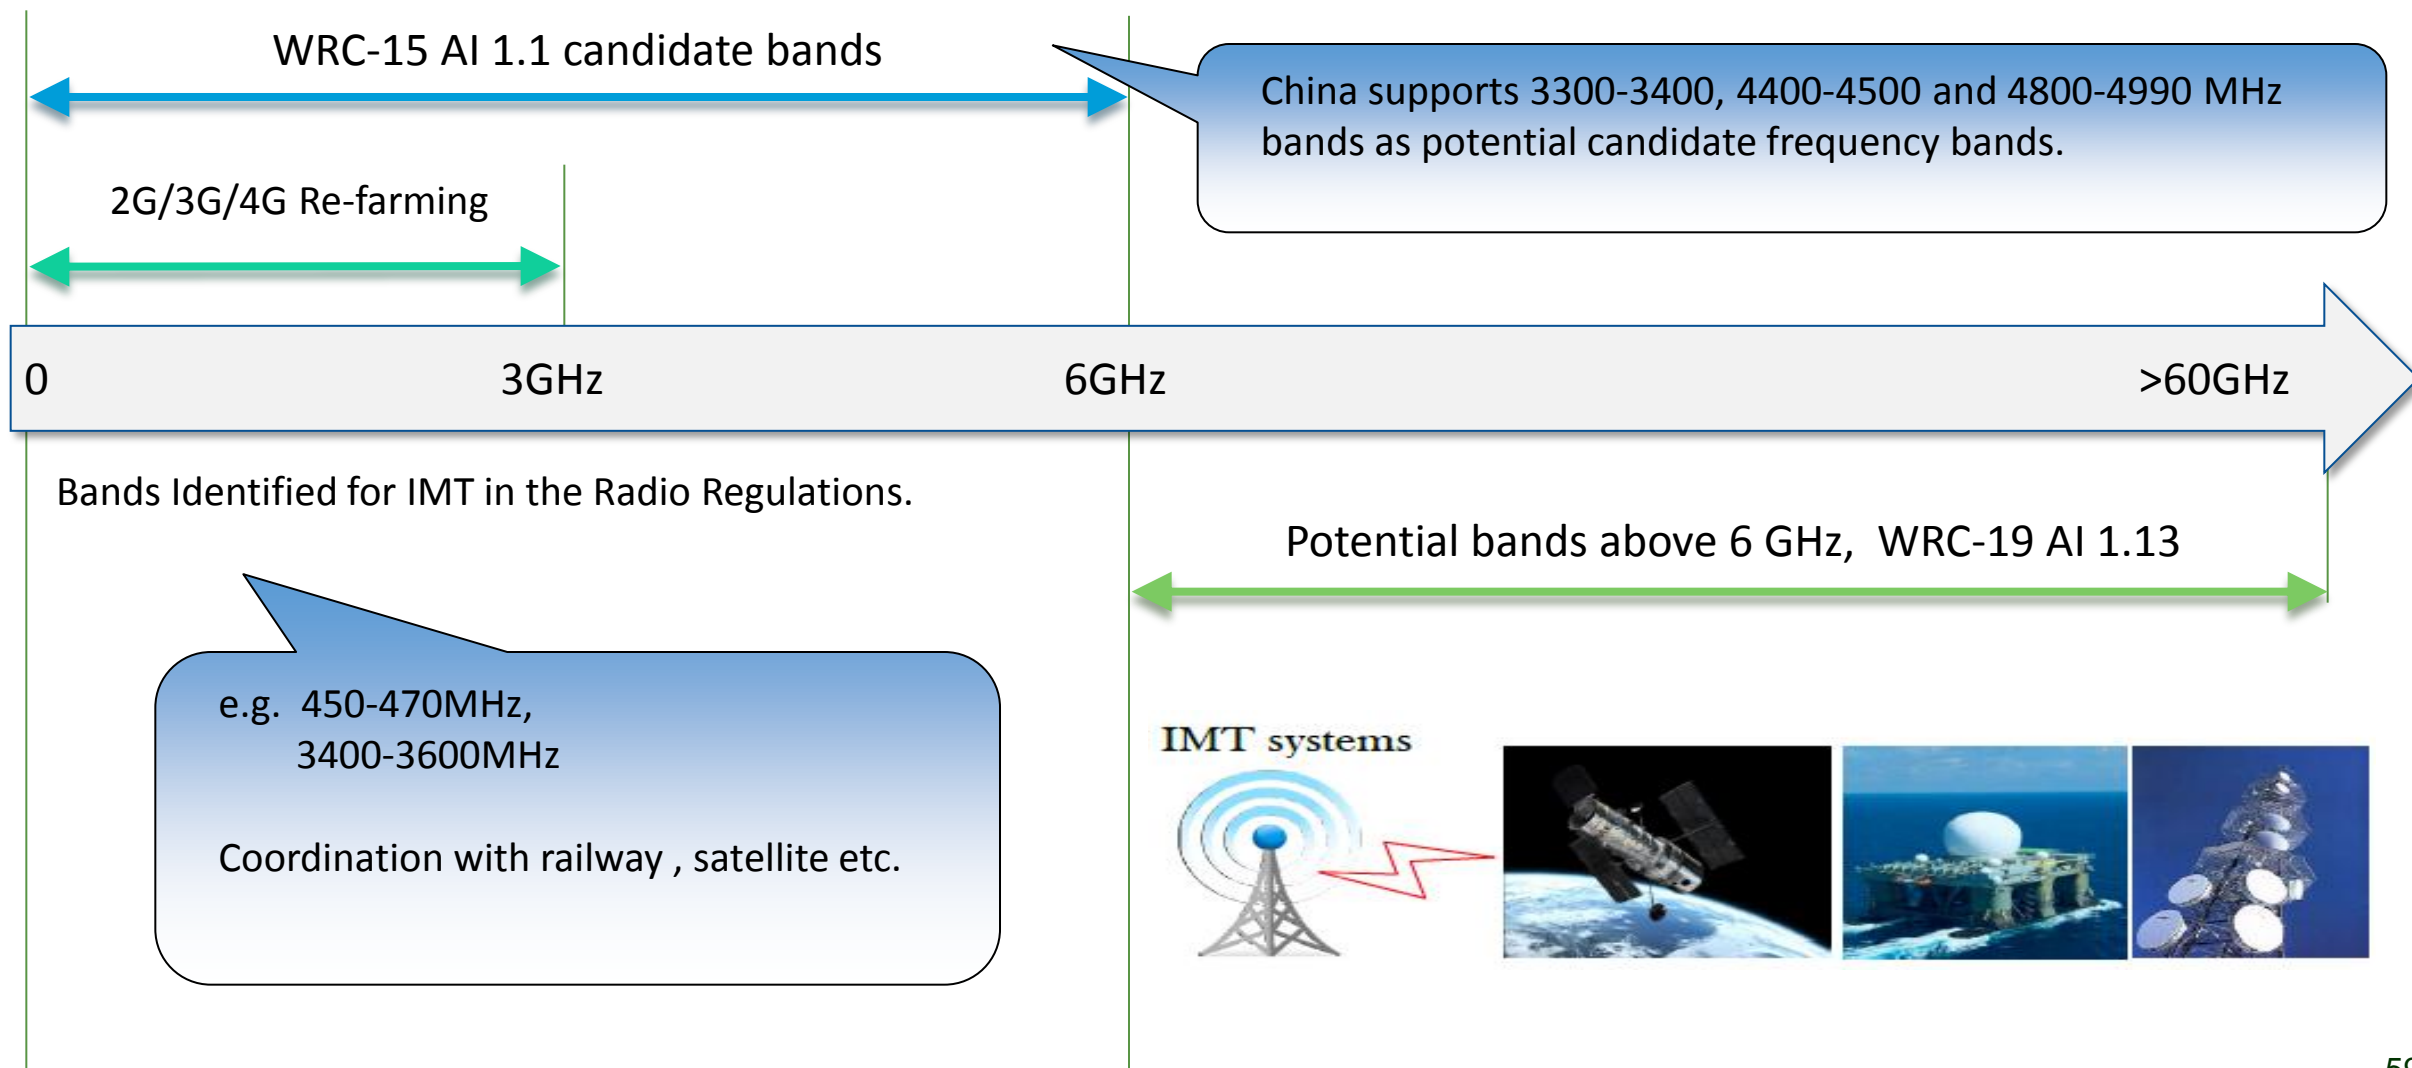 WRC-15 AI 1.1 candidate bands
China supports 3300-3400, 4400-4500 and 4800-4990 MHz
bands as potential candidate frequency bands.
2G/3G/4G Re-farming
0 3GHz 6GHz >60GHz
Bands Identified for IMT in the Radio Regulations.
Potential bands above 6 GHz, WRC-19 AI 1.13
e.g. 450-470MHz,
3400-3600MHz
Coordination with railway , satellite etc.
IMT systems